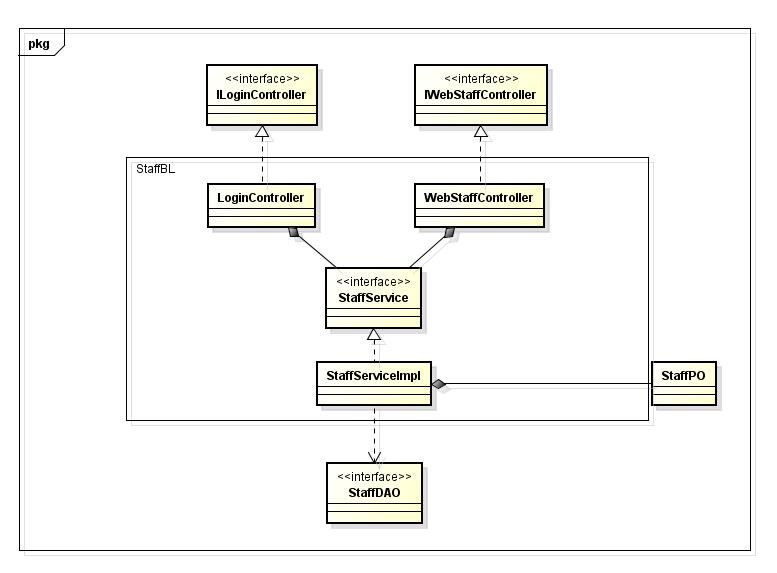 pkg
<<interface>>
ILoginController
<<interface>>
IWebStaffController
StaffBL
LoginController
WebStaffController
<<interface>>
StaffService
StaffServiceImpl
StaffPO
<<interface>>
StaffDAO